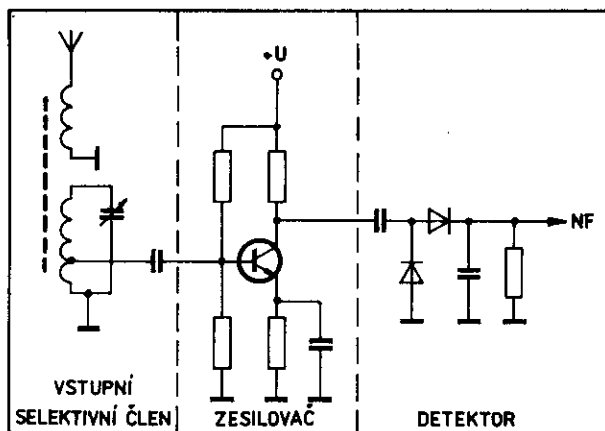 +U
NF
VSTUPNÍ
SELEKTIVNÍ ČLEN
ZESILOVAČ
DETEKTOR